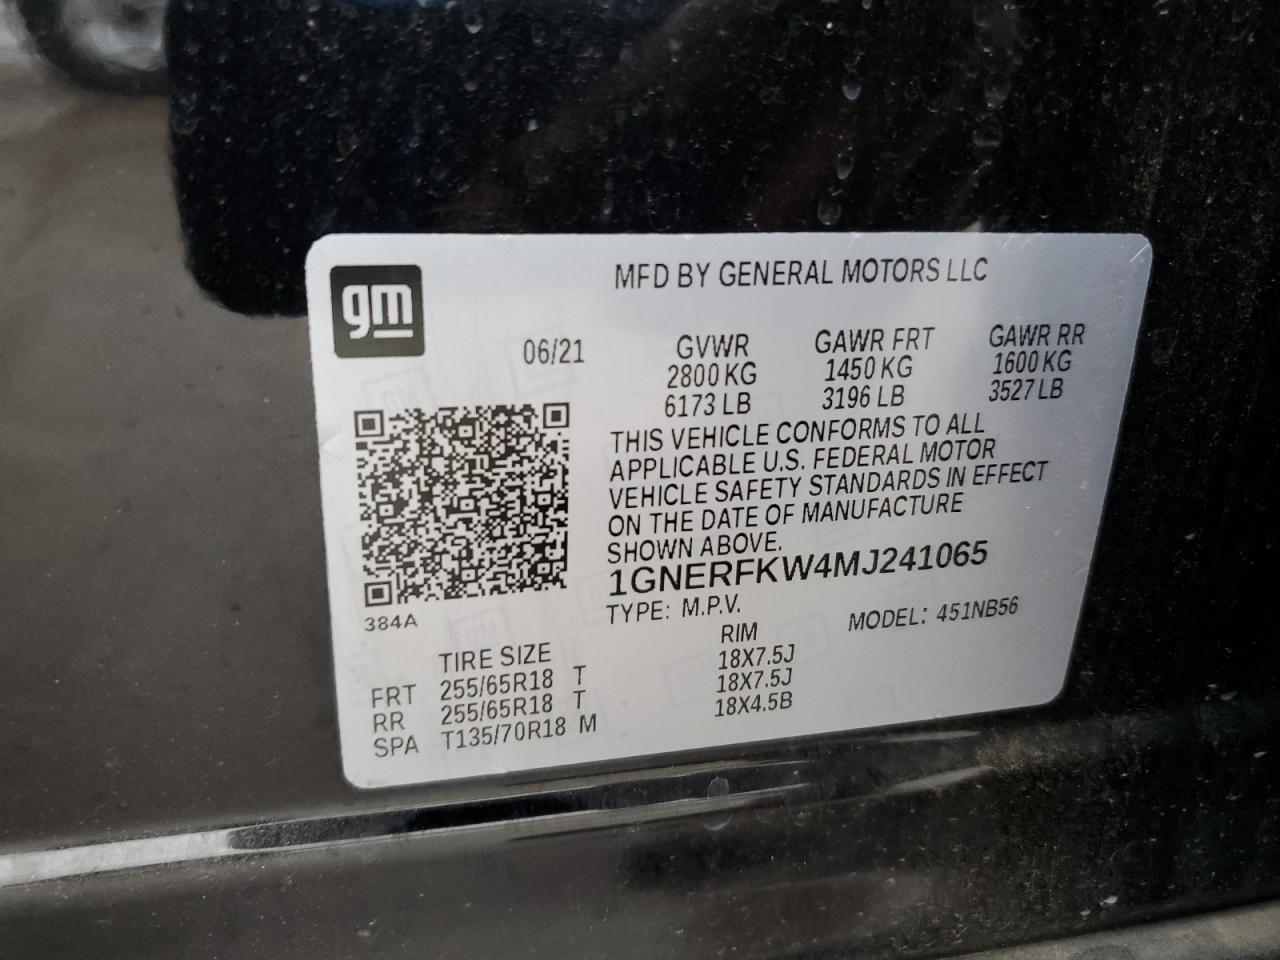 gm
MFD BY GENERAL MOTORS LLC
06/21 GVWR GAWR FRT GAWR RR
2800 KG 1450 KG 1600 KG
6173 LB 3196 LB 3527 LB
THIS VEHICLE CONFORMS TO ALL
APPLICABLE U.S. FEDERAL MOTOR
VEHICLE SAFETY STANDARDS IN EFFECT
ON THE DATE OF MANUFACTURE
SHOWN ABOVE.
1GNERFKW4MJ241065
TYPE: M.P.V. MODEL: 451NB56
384A
TIRE SIZE RIM
FRT 255/65R18 T 18X7.5J
RR 255/65R18 T 18X7.5J
SPA T135/70R18 M 18X4.5B